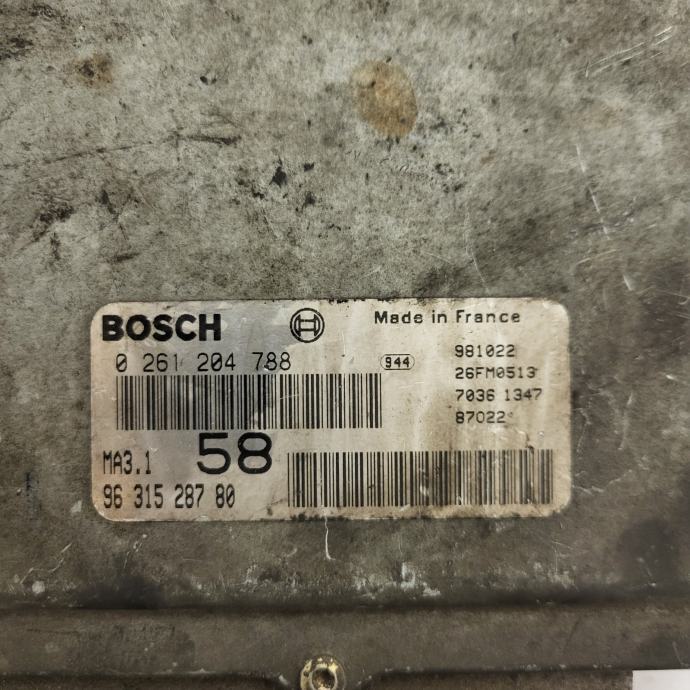 BOSCH
Made in France
0 261 204 788
944
981022
26FM0513
7036 1347
87022
MA3.1
58
96 315 287 80